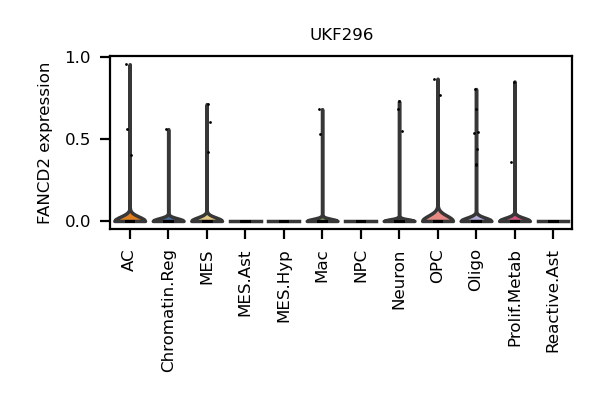 UKF296
FANCD2 expression
1.0
0.5
0.0
AC
Chromatin.Reg
MES
MES.Ast
MES.Hyp
Mac
NPC
Neuron
OPC
Oligo
Prolif.Metab
Reactive.Ast